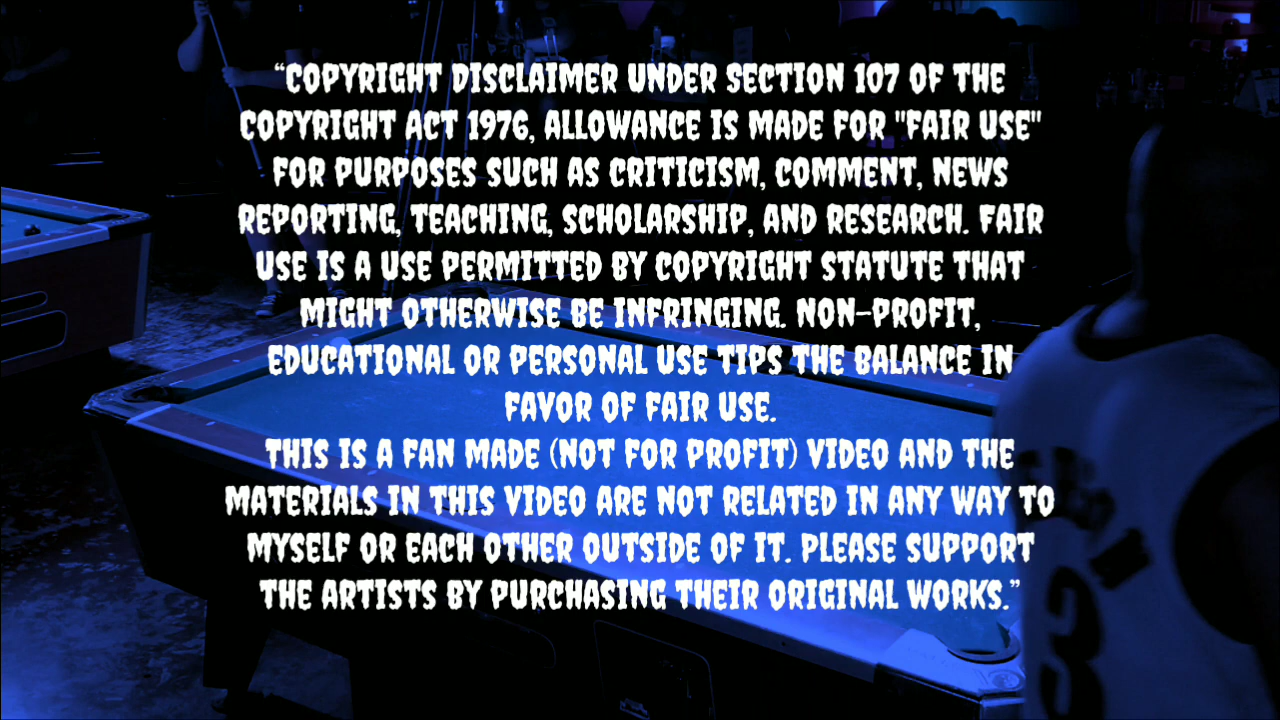 “COPYRIGHT DISCLAIMER UNDER SECTION 107 OF THE
COPYRIGHT ACT 1976, ALLOWANCE IS MADE FOR "FAIR USE"
FOR PURPOSES SUCH AS CRITICISM, COMMENT, NEWS
REPORTING, TEACHING, SCHOLARSHIP, AND RESEARCH. FAIR
USE IS A USE PERMITTED BY COPYRIGHT STATUTE THAT
MIGHT OTHERWISE BE INFRINGING. NON-PROFIT,
EDUCATIONAL OR PERSONAL USE TIPS THE BALANCE IN
FAVOR OF FAIR USE.
THIS IS A FAN MADE (NOT FOR PROFIT) VIDEO AND THE
MATERIALS IN THIS VIDEO ARE NOT RELATED IN ANY WAY TO
MYSELF OR EACH OTHER OUTSIDE OF IT. PLEASE SUPPORT
THE ARTISTS BY PURCHASING THEIR ORIGINAL WORKS.”